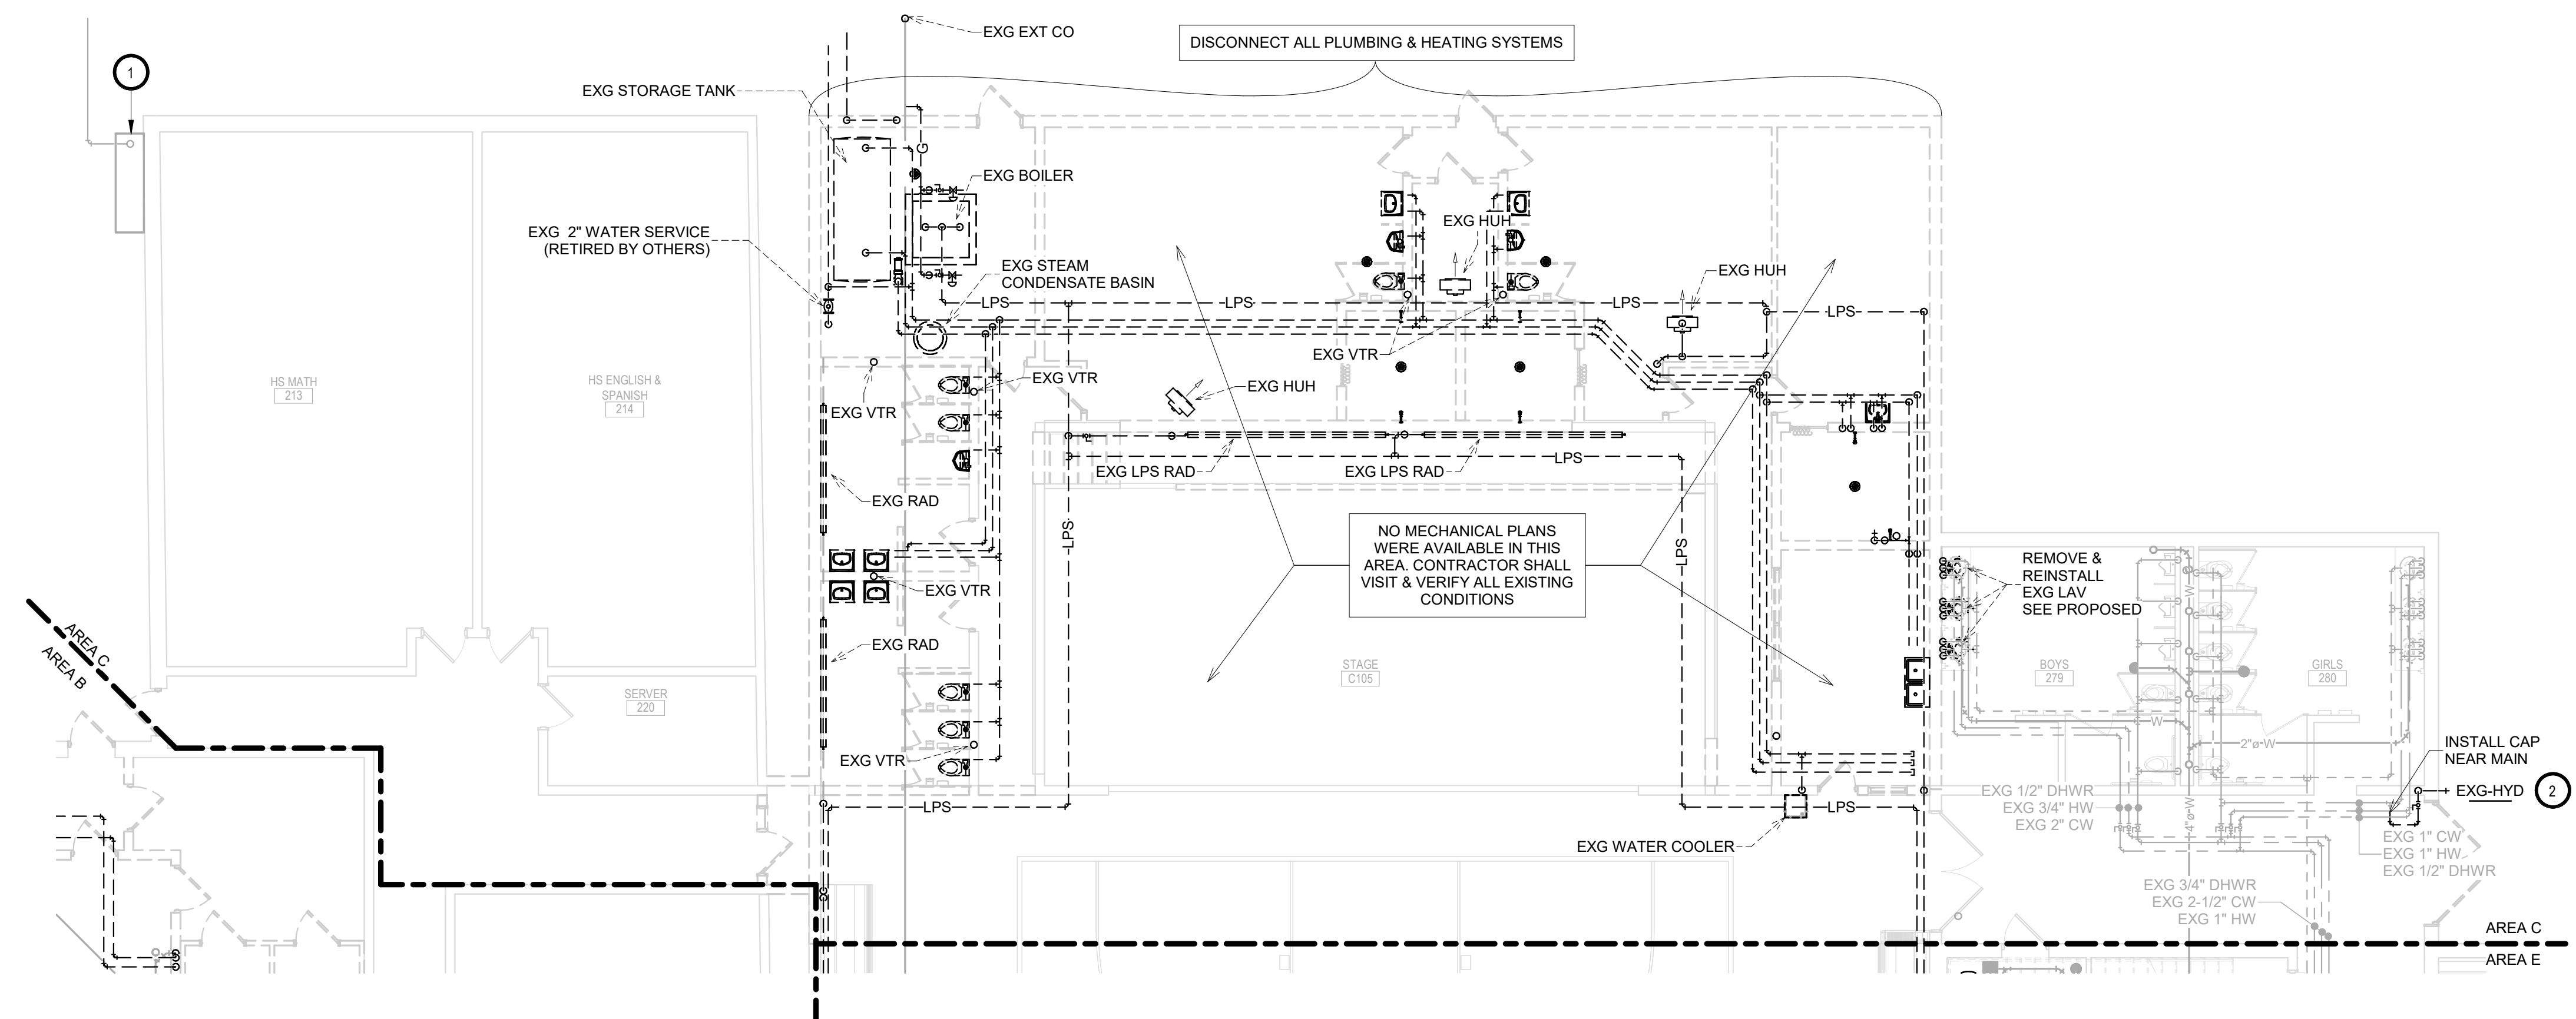 DISCONNECT ALL PLUMBING & HEATING SYSTEMS
EXG EXT CO
1
EXG STORAGE TANK
G
EXG BOILER
EXG 2" WATER SERVICE
(RETIRED BY OTHERS)
EXG STEAM
CONDENSATE BASIN
EXG HUH
EXG HUH
LPS
LPS
LPS
LPS
EXG VTR
EXG VTR
EXG HUH
EXG VTR
HS MATH
213
HS ENGLISH &
SPANISH
214
EXG LPS RAD
EXG LPS RAD
LPS
EXG RAD
LPS
LPS
NO MECHANICAL PLANS
WERE AVAILABLE IN THIS
AREA. CONTRACTOR SHALL
VISIT & VERIFY ALL EXISTING
CONDITIONS
REMOVE &
REINSTALL
EXG LAV
SEE PROPOSED
W
EXG VTR
AREA C
AREA B
EXG RAD
STAGE
C105
BOYS
279
GIRLS
280
SERVER
220
W
2"ø W
EXG VTR
INSTALL CAP
NEAR MAIN
EXG-HYD
2
LPS
LPS
EXG 1/2" DHWR
EXG 3/4" HW
EXG 2" CW
4"ø W
EXG WATER COOLER
EXG 1" CW
EXG 1" HW
EXG 1/2" DHWR
EXG 3/4" DHWR
EXG 2-1/2" CW
EXG 1" HW
AREA C
AREA E